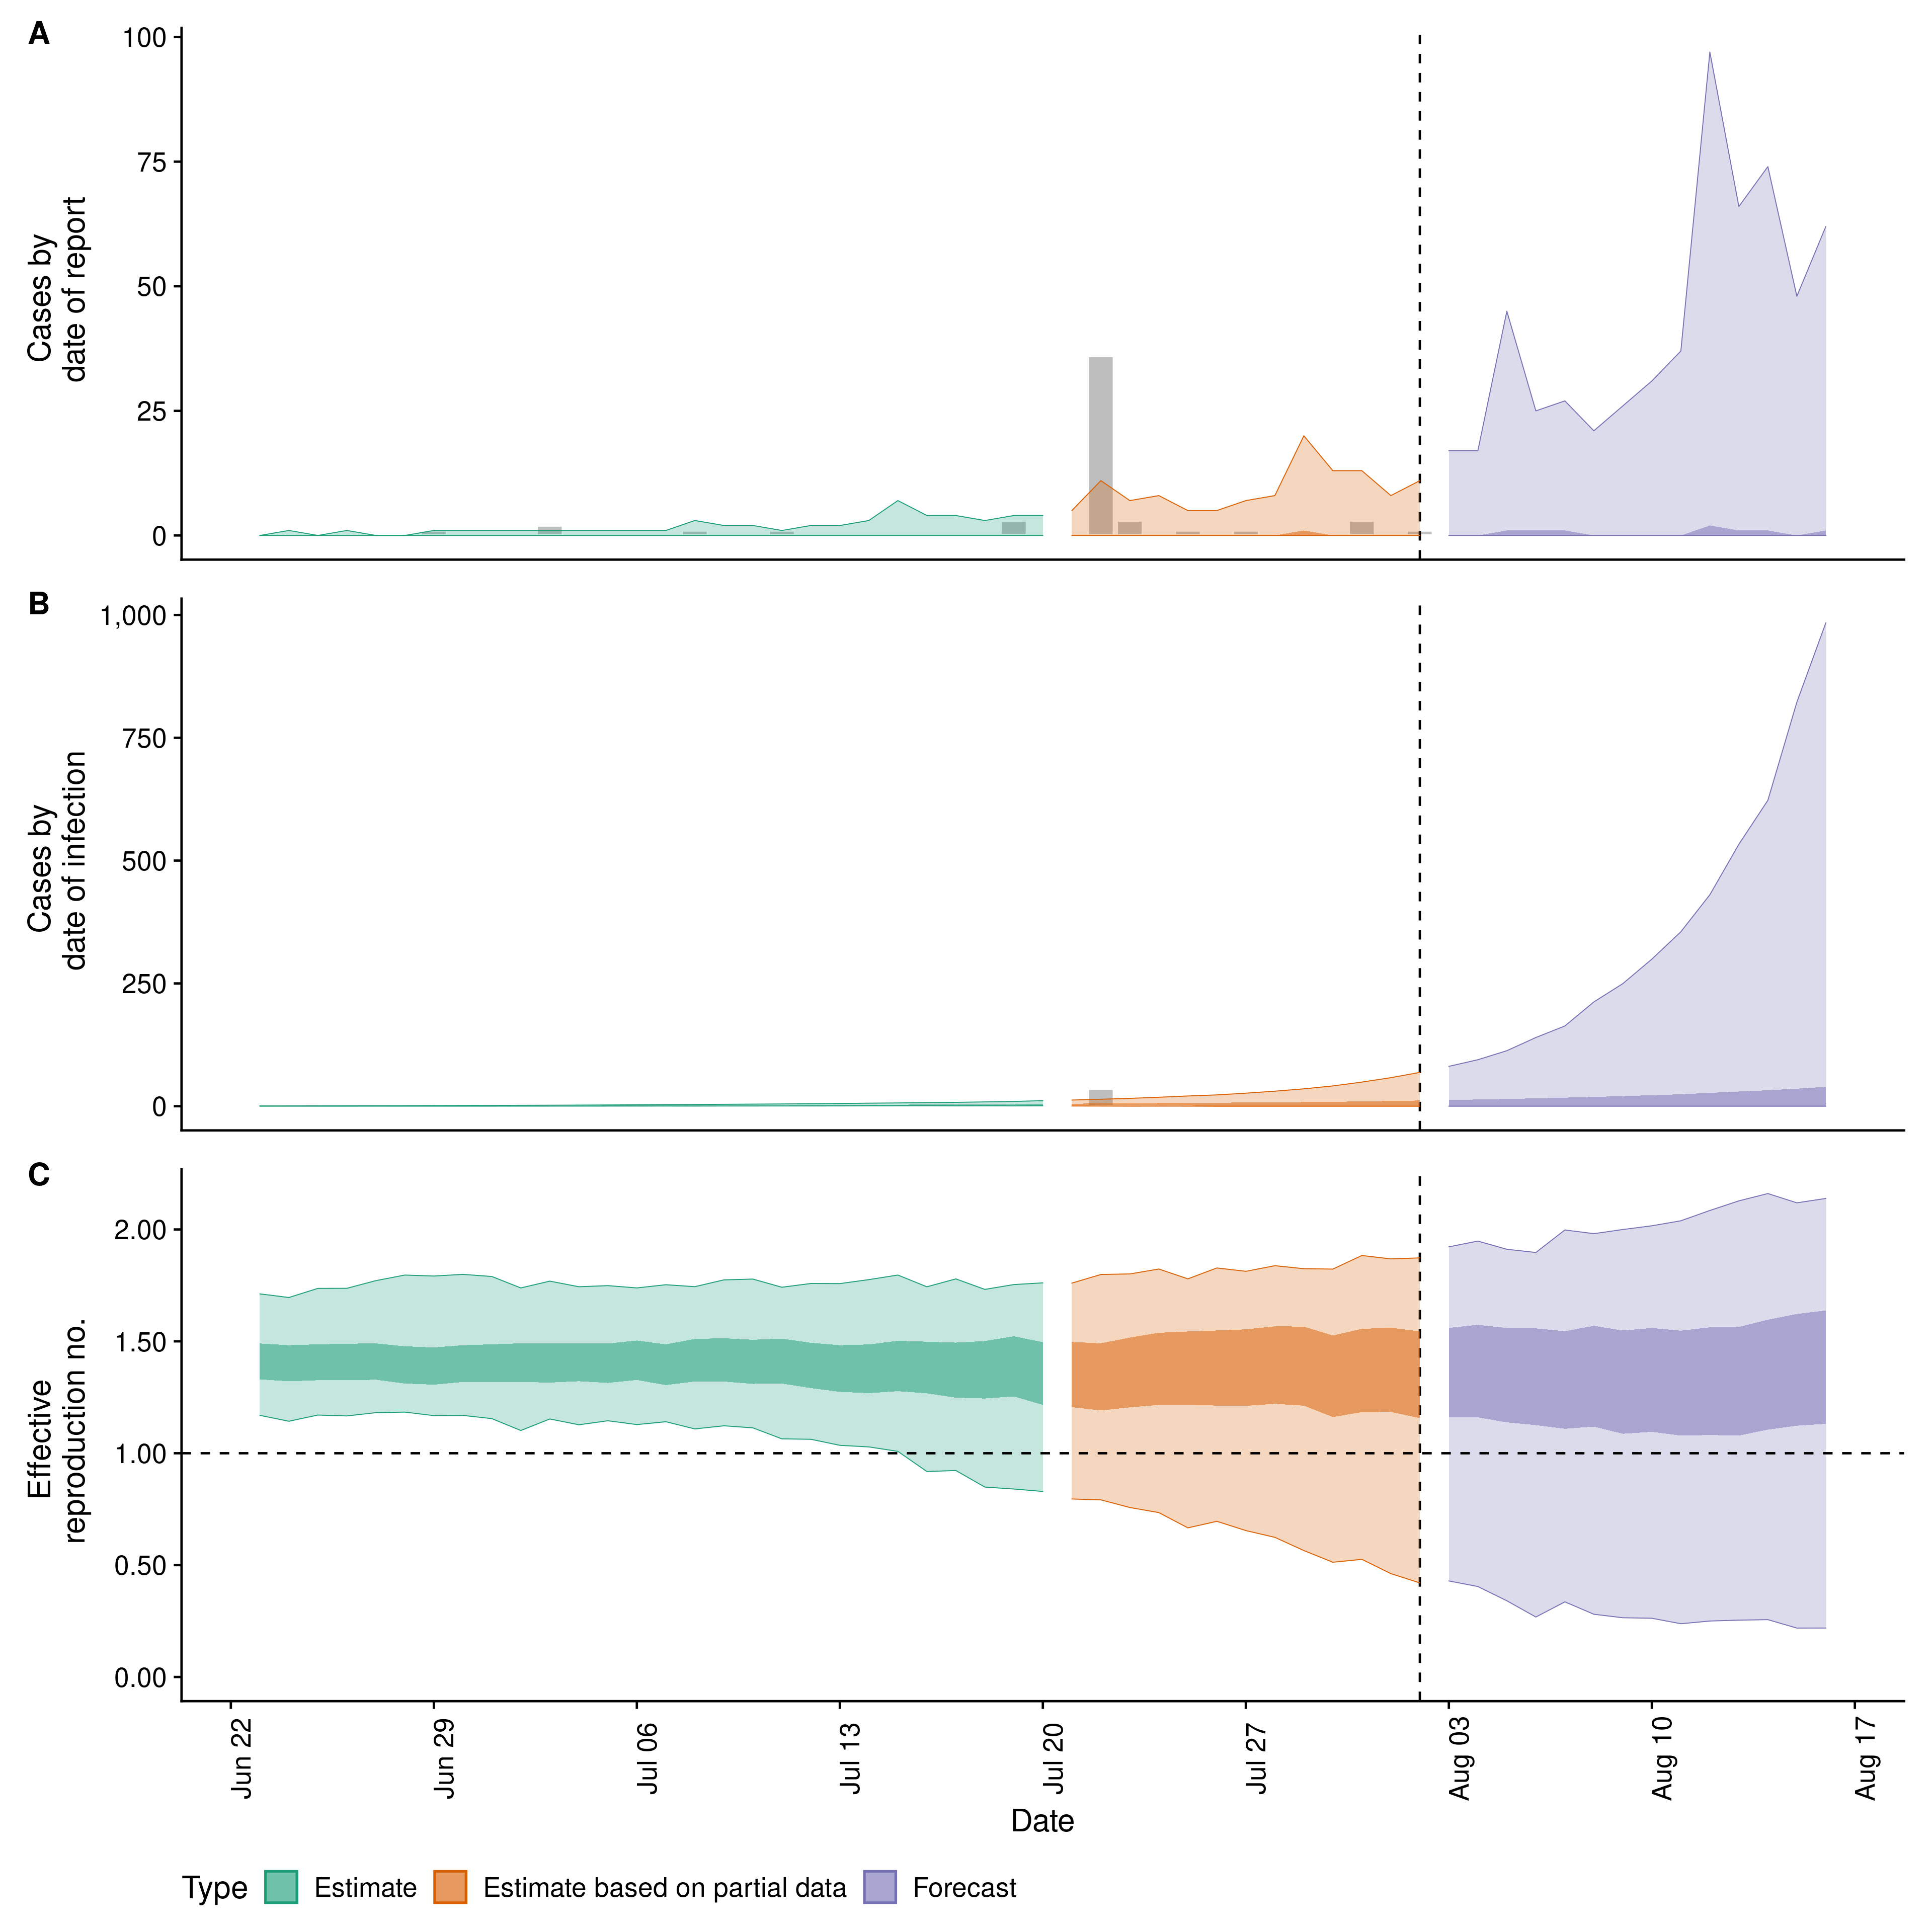 A
100
75
50
25
0
Cases by
date of report
B
1,000
750
500
250
0
Cases by
date of infection
C
2.00
1.50
1.00
0.50
0.00
Effective
reproduction no.
Jun 22
Jun 29
Jul 06
Jul 13
Jul 20
Jul 27
Aug 03
Aug 10
Aug 17
Date
Type Estimate Estimate based on partial data Forecast